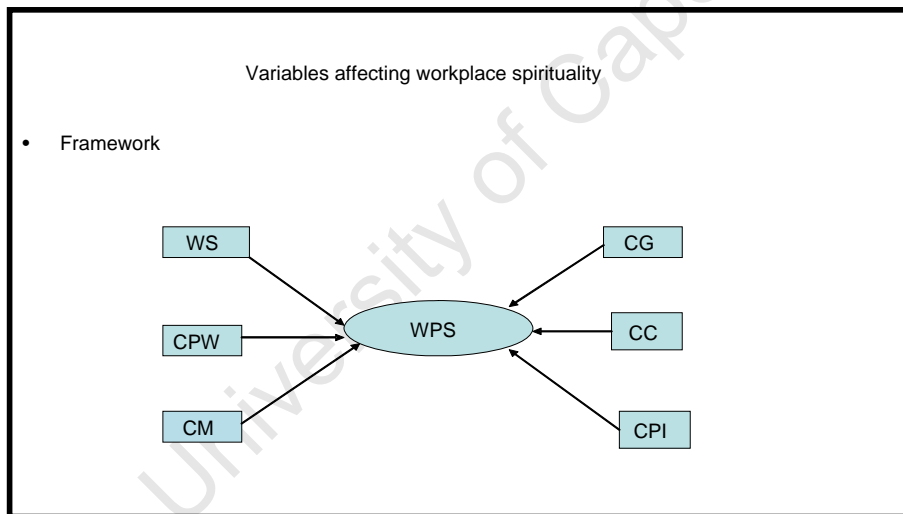 Variables affecting workplace spirituality
• Framework
WS
CG
WPS
CPW
CC
CM
CPI
University of Cape